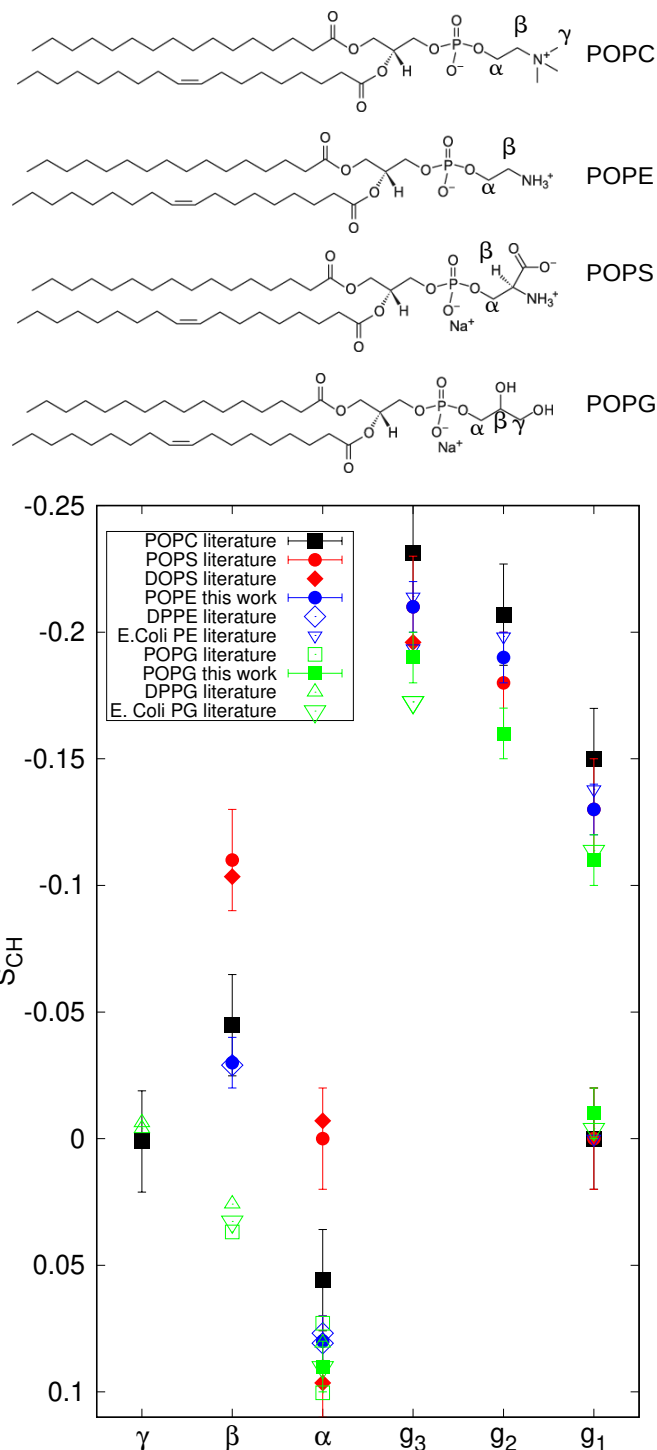 β
γ
O
O
O
P
O
N⁺
POPC
O⁻
α
O
H
O
β
O
O
O
P
O
NH₃⁺
POPE
O⁻
α
O
H
O
β
H
O
O⁻
O
O
O
P
O
NH₃⁺
POPS
O⁻
α
Na⁺
O
H
O
OH
O
O
O
P
O
OH
POPG
O⁻
α
β
γ
Na⁺
O
H
O
-0.25
-0.2
-0.15
-0.1
-0.05
0
0.05
0.1
S_CH
POPC literature
POPS literature
DOPS literature
POPE this work
DPPE literature
E.Coli PE literature
POPG literature
POPG this work
DPPG literature
E. Coli PG literature
γ β α g₃ g₂ g₁